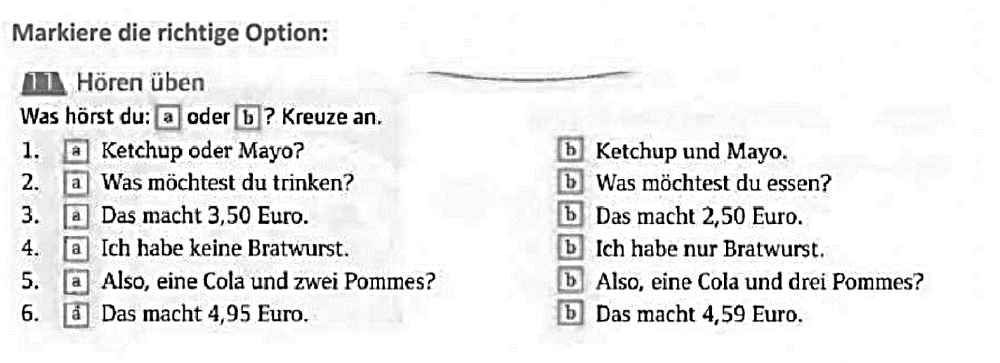 Markiere die richtige Option:
11 Hören üben
Was hörst du: a oder b ? Kreuze an.
1. a Ketchup oder Mayo? b Ketchup und Mayo.
2. a Was möchtest du trinken? b Was möchtest du essen?
3. a Das macht 3,50 Euro. b Das macht 2,50 Euro.
4. a Ich habe keine Bratwurst. b Ich habe nur Bratwurst.
5. a Also, eine Cola und zwei Pommes? b Also, eine Cola und drei Pommes?
6. a Das macht 4,95 Euro. b Das macht 4,59 Euro.